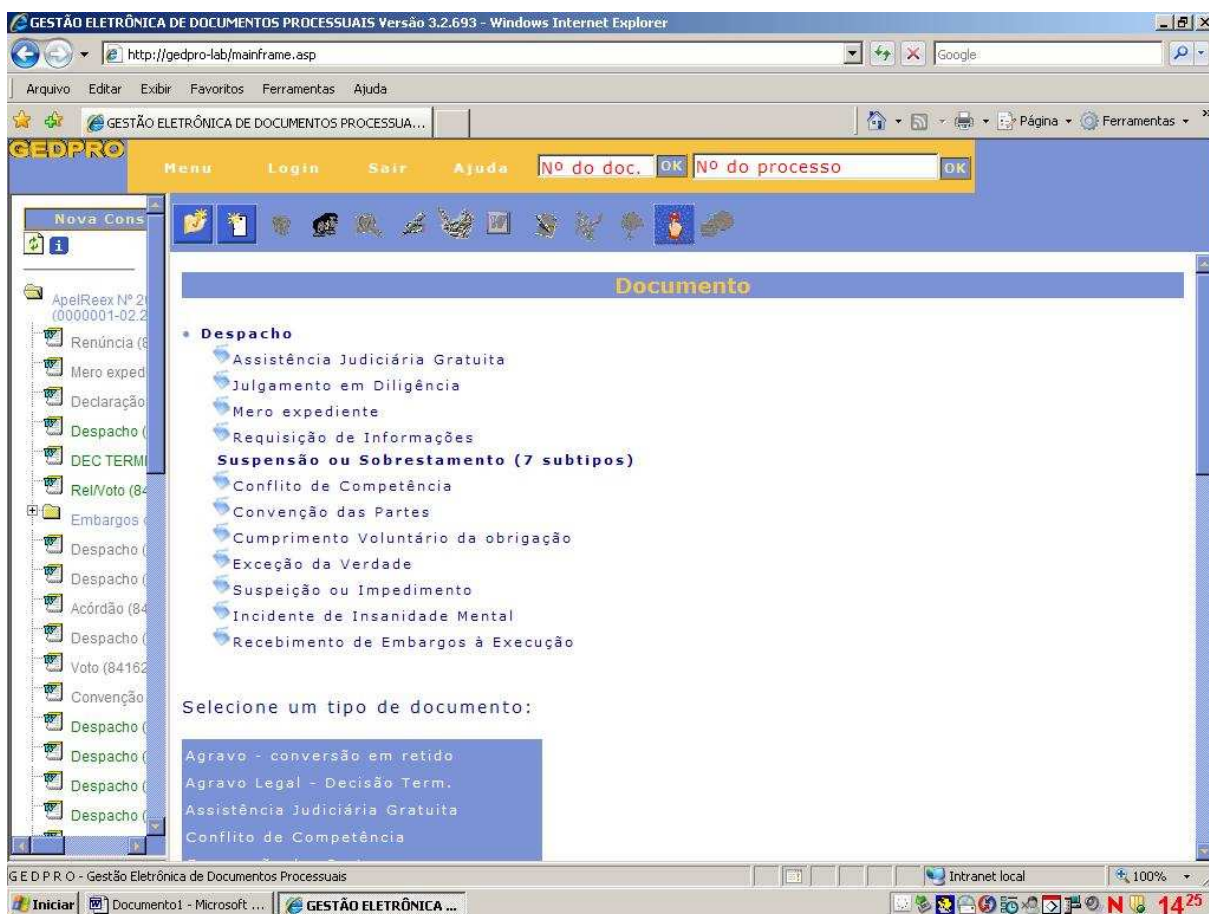 GESTÃO ELETRÔNICA DE DOCUMENTOS PROCESSUAIS Versão 3.2.693 - Windows Internet Explorer
http://gedpro-lab/mainframe.asp
Google
Arquivo Editar Exibir Favoritos Ferramentas Ajuda
GESTÃO ELETRÔNICA DE DOCUMENTOS PROCESSUA...
Página Ferramentas
GEDPRO
Menu Login Sair Ajuda Nº do doc. OK Nº do processo OK
Nova Cons
Documento
ApelReex Nº 2
(0000001-02.2
Renúncia (8
Mero exped
Declaração
Despacho (
DEC TERMI
Rel/Voto (84
Embargos
Despacho (
Despacho (
Acórdão (84
Despacho (
Voto (84162
Convenção
Despacho (
Despacho (
Despacho (
Despacho (
Despacho
Assistência Judiciária Gratuita
Julgamento em Diligência
Mero expediente
Requisição de Informações
Suspensão ou Sobrestamento (7 subtipos)
Conflito de Competência
Convenção das Partes
Cumprimento Voluntário da obrigação
Exceção da Verdade
Suspeição ou Impedimento
Incidente de Insanidade Mental
Recebimento de Embargos à Execução
Selecione um tipo de documento:
Agravo - conversão em retido
Agravo Legal - Decisão Term.
Assistência Judiciária Gratuita
Conflito de Competência
G E D P R O - Gestão Eletrônica de Documentos Processuais
Intranet local
100%
Iniciar
Documento1 - Microsoft ...
GESTÃO ELETRÔNICA ...
14 25